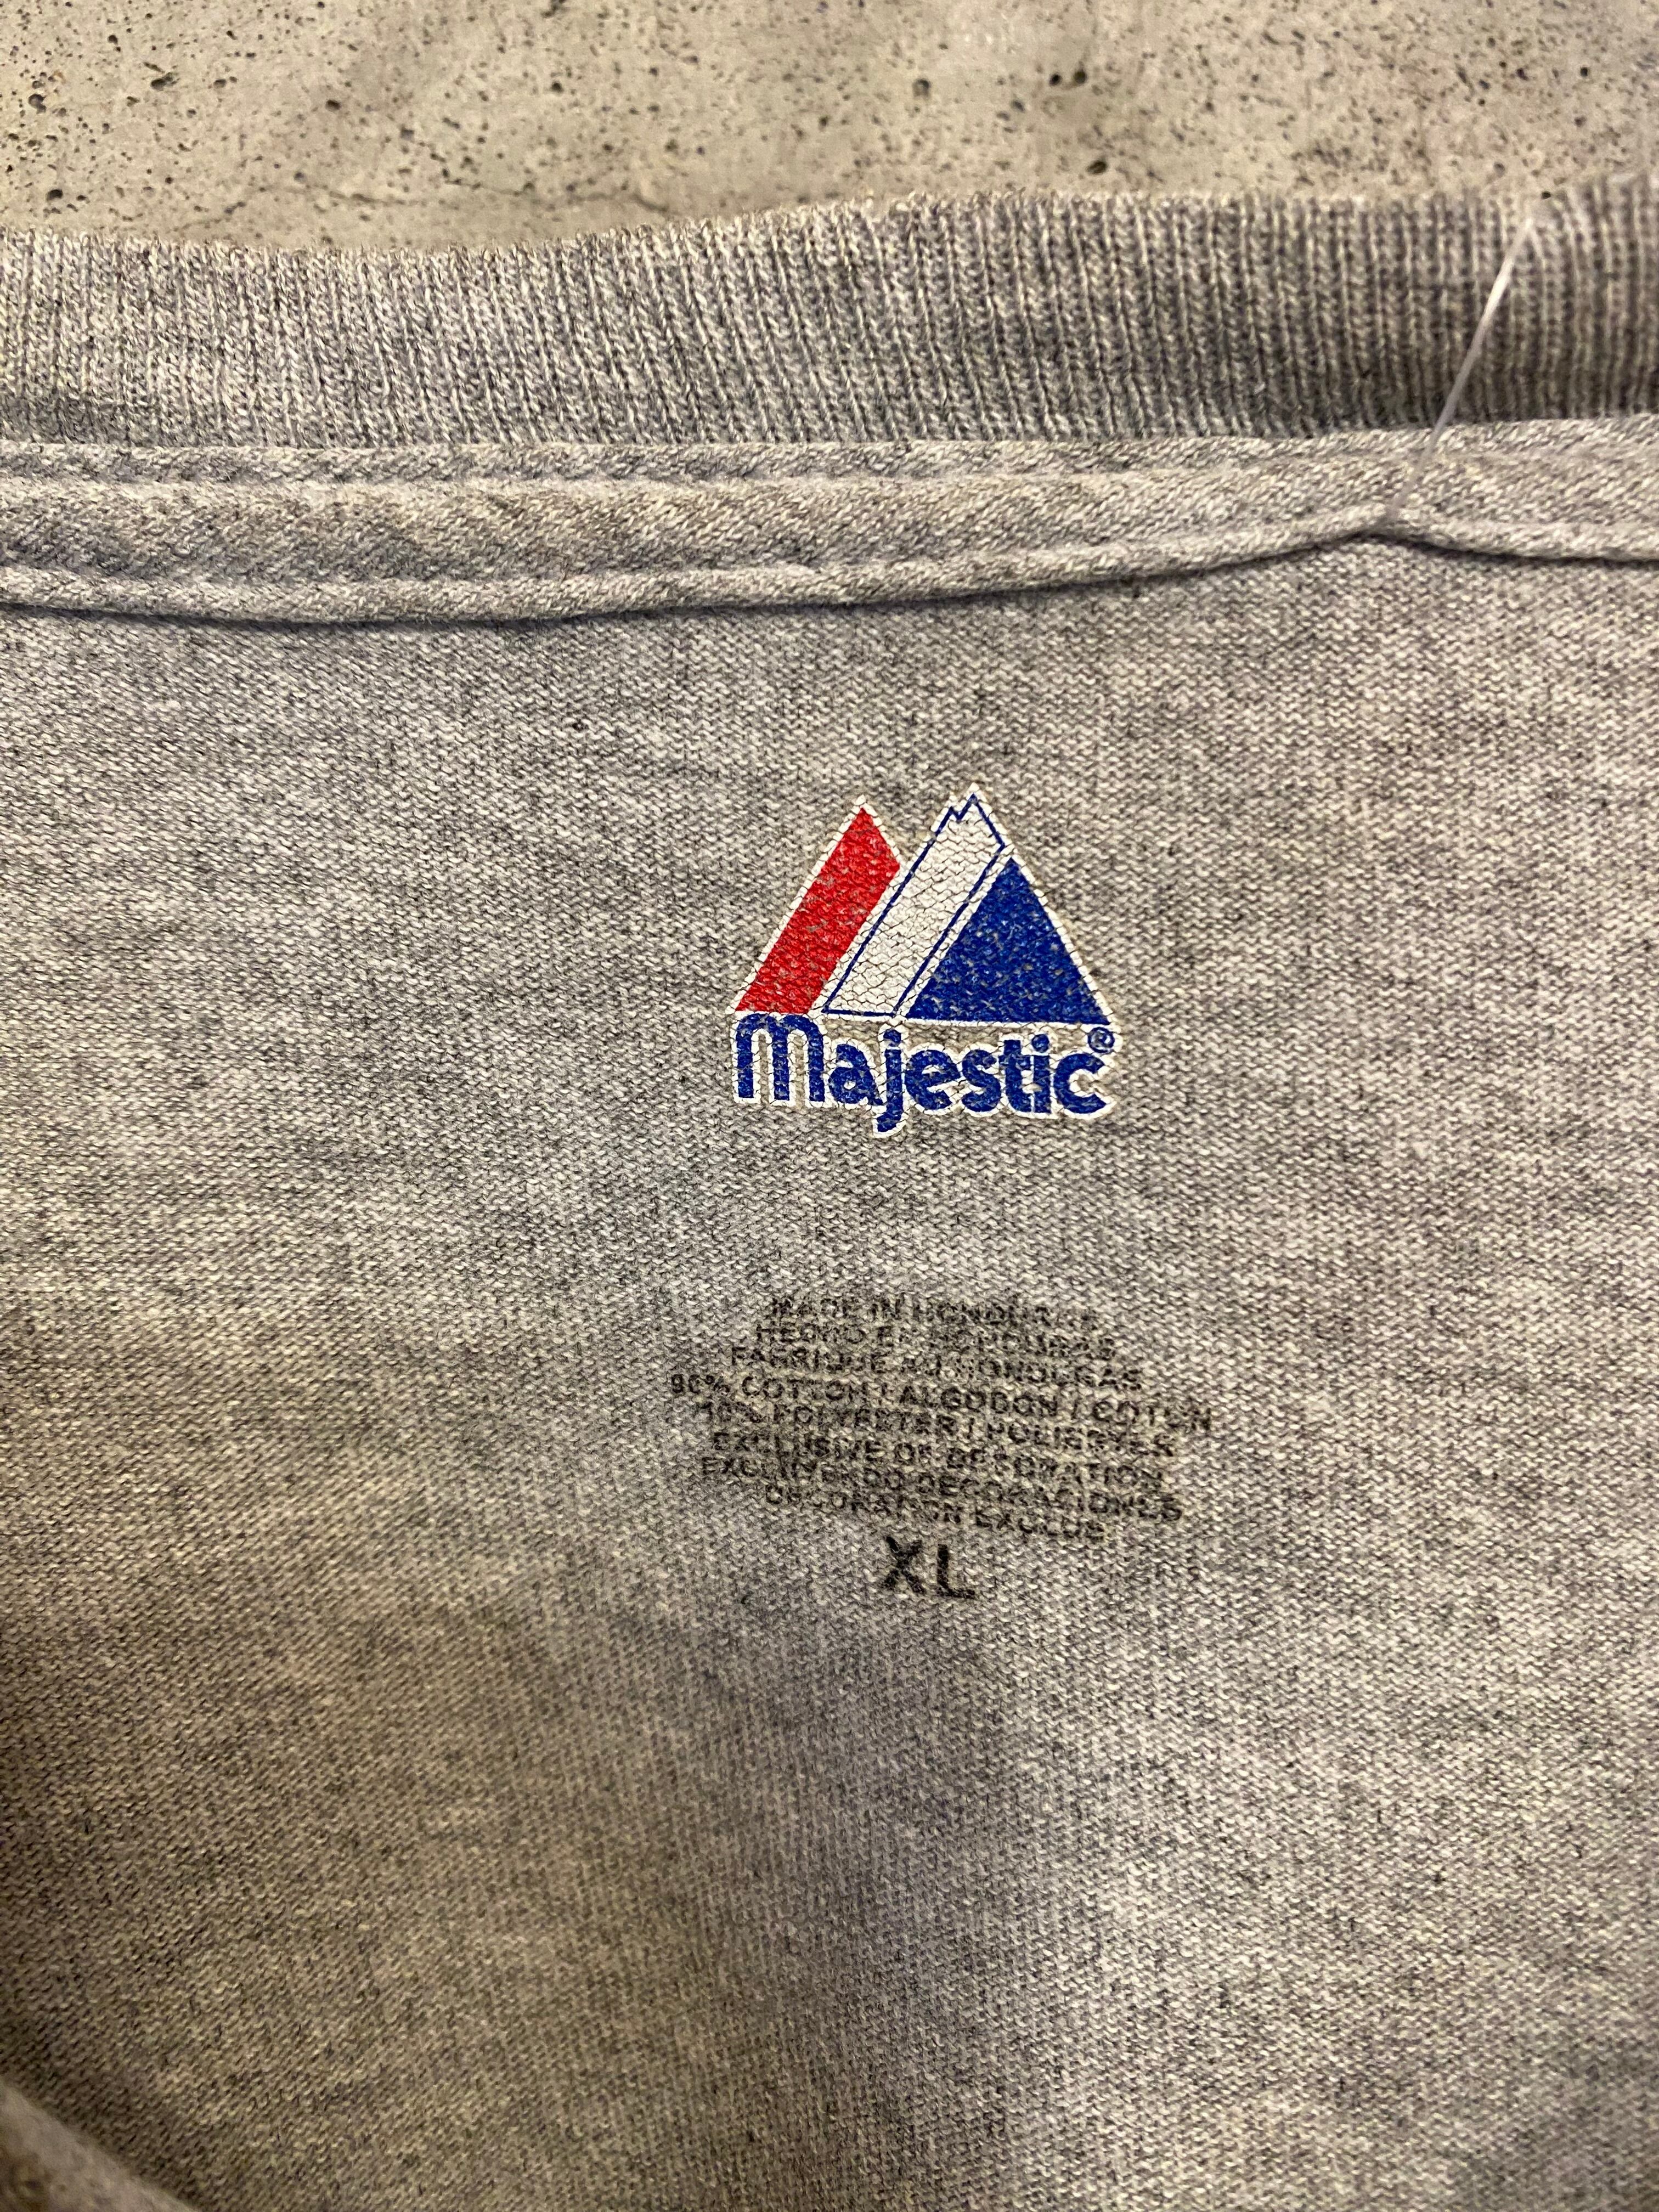 Majestic®
MADE IN HONDURAS
HECHO EN HONDURAS
FABRIQUE AU HONDURAS
90% COTTON / ALGODON / COTON
10% POLYESTER / POLIESTER
EXCLUSIVE OF DECORATION
EXCLUYENDO DECORACIONES
DECORATION EXCLUS
XL